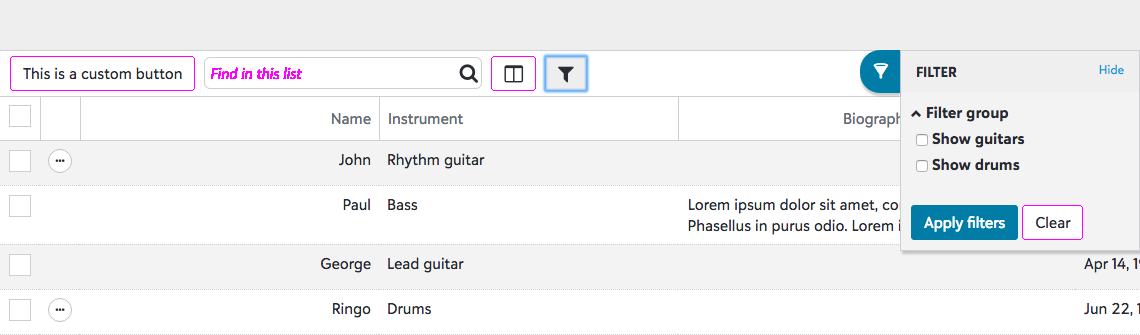 This is a custom button
Find in this list
FILTER
Hide
Name
Instrument
Biograph
Filter group
Show guitars
Show drums
John
Rhythm guitar
Paul
Bass
Lorem ipsum dolor sit amet, co
Phasellus in purus odio. Lorem i
Apply filters
Clear
George
Lead guitar
Apr 14, 19
Ringo
Drums
Jun 22, 1